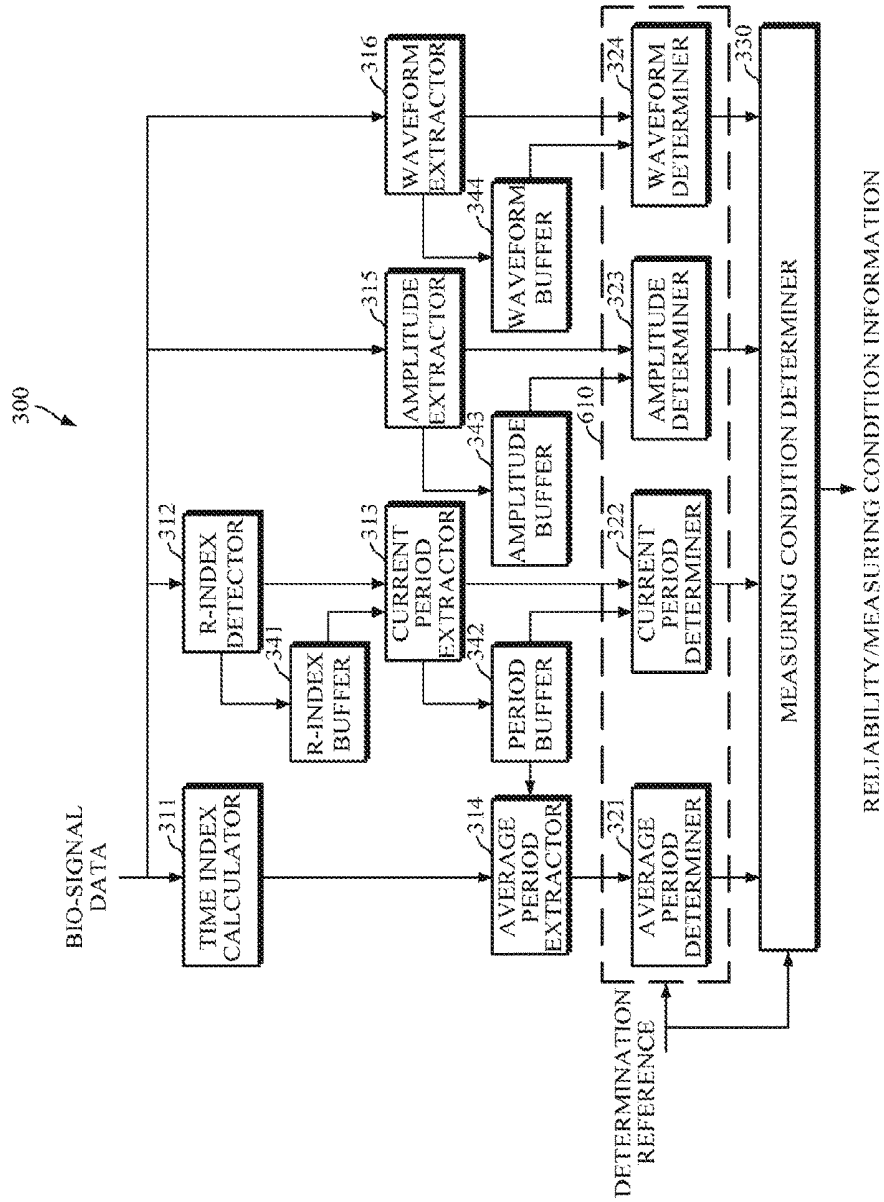 300
BIO-SIGNAL
DATA
311
TIME INDEX
CALCULATOR
312
R-INDEX
DETECTOR
341
R-INDEX
BUFFER
313
CURRENT
PERIOD
EXTRACTOR
315
AMPLITUDE
EXTRACTOR
316
WAVEFORM
EXTRACTOR
314
AVERAGE
PERIOD
EXTRACTOR
342
PERIOD
BUFFER
343
AMPLITUDE
BUFFER
344
WAVEFORM
BUFFER
610
DETERMINATION
REFERENCE
321
AVERAGE
PERIOD
DETERMINER
322
CURRENT
PERIOD
DETERMINER
323
AMPLITUDE
DETERMINER
324
WAVEFORM
DETERMINER
330
MEASURING CONDITION DETERMINER
RELIABILITY/MEASURING CONDITION INFORMATION